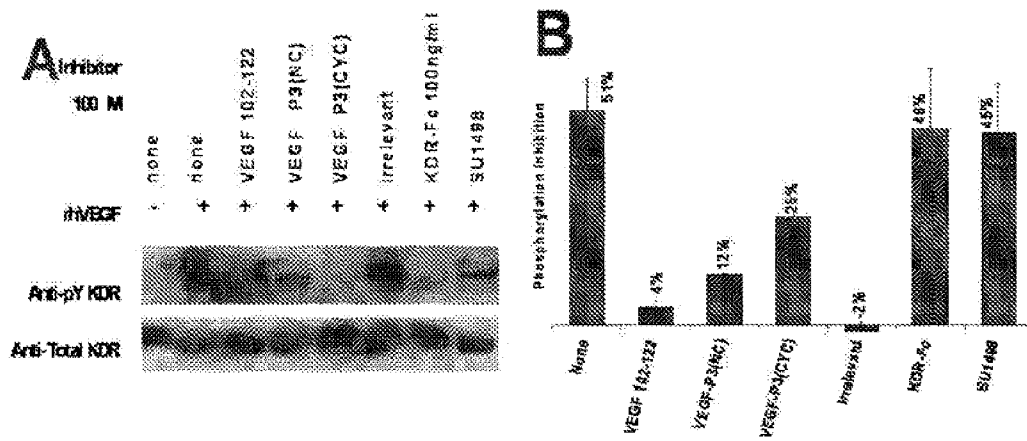 A
Inhibitor
100 M
none
none
VEGF 102-122
VEGF P3(NC)
VEGF P3(CYC)
Irrelevant
KDR-Fc 100ng/ml
SU1498
rhVEGF
- + + + + + + +
Anti-pY KDR
Anti-Total KDR
B
Phosphorylation Inhibition
51%
4%
12%
25%
-2%
46%
45%
None
VEGF 102-122
VEGF-P3(NC)
VEGF-P3(CYC)
Irrelevant
KDR-Fc
SU1498